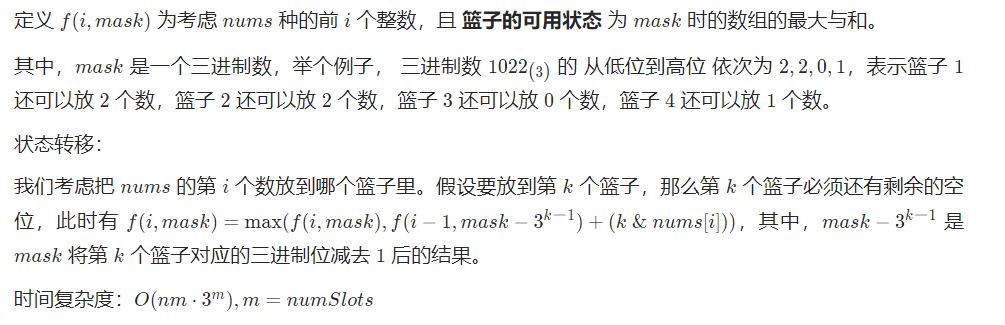 定义 f(i, mask) 为考虑 nums 种的前 i 个整数，且 篮子的可用状态 为 mask 时的数组的最大与和。
其中，mask 是一个三进制数，举个例子， 三进制数 1022₍₃₎ 的 从低位到高位 依次为 2, 2, 0, 1，表示篮子 1
还可以放 2 个数，篮子 2 还可以放 2 个数，篮子 3 还可以放 0 个数，篮子 4 还可以放 1 个数。
状态转移：
我们考虑把 nums 的第 i 个数放到哪个篮子里。假设要放到第 k 个篮子，那么第 k 个篮子必须还有剩余的空
位，此时有 f(i, mask) = max(f(i, mask), f(i − 1, mask − 3ᵏ⁻¹) + (k & nums[i]))，其中，mask − 3ᵏ⁻¹ 是
mask 将第 k 个篮子对应的三进制位减去 1 后的结果。
时间复杂度：O(nm · 3ᵐ), m = numSlots